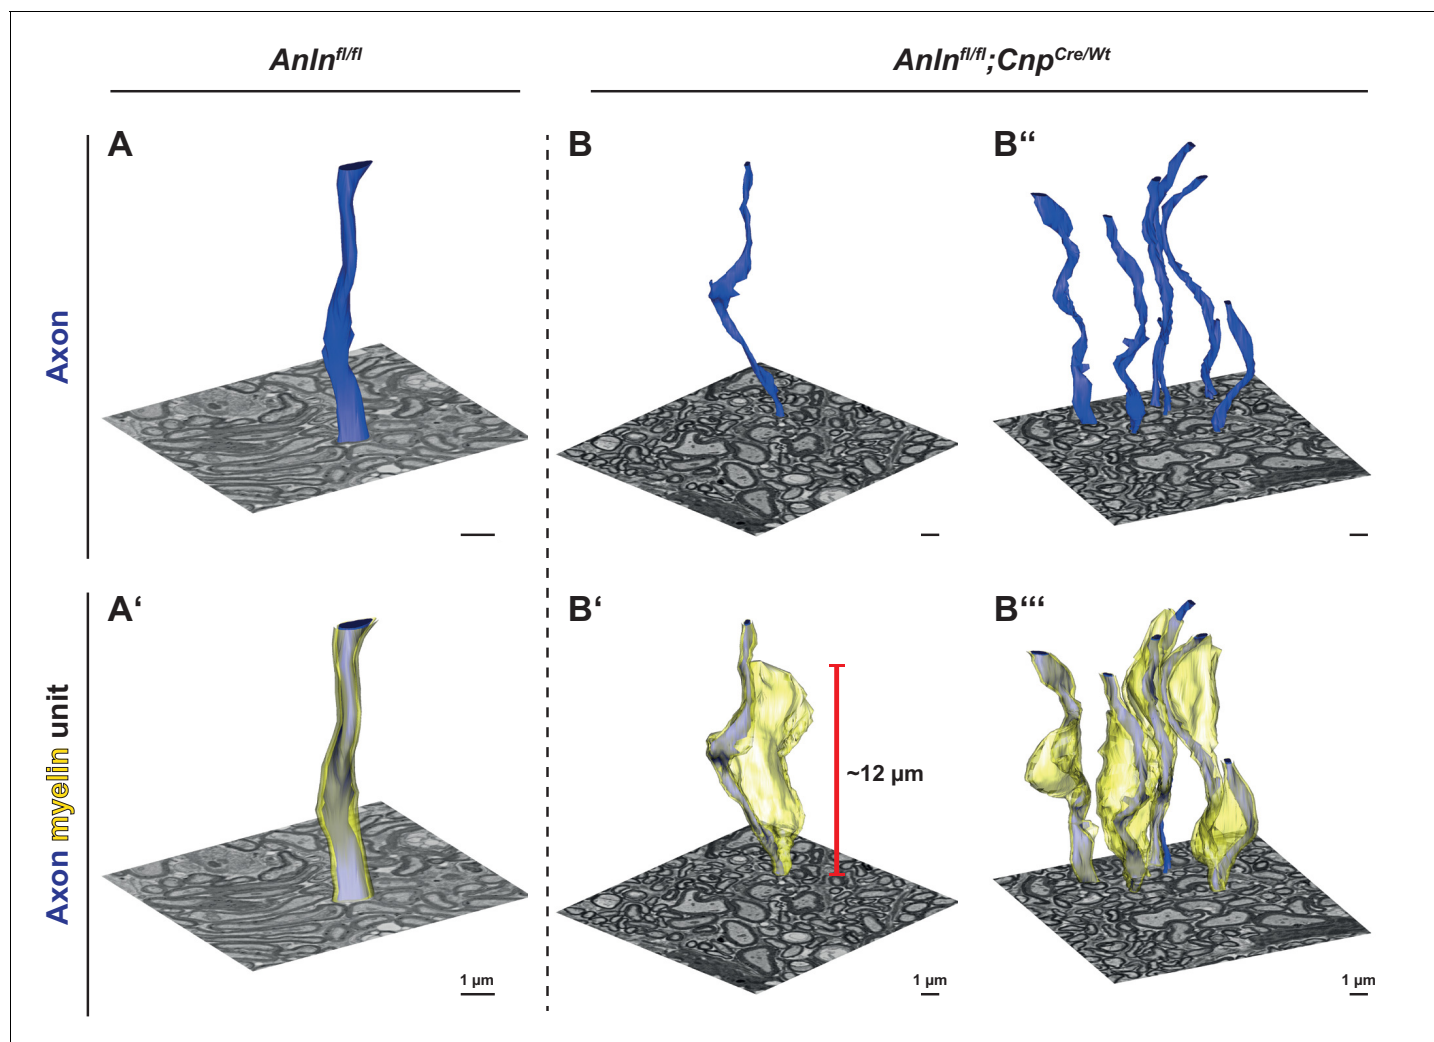 Anln^fl/fl
Anln^fl/fl;Cnp^Cre/Wt
A
B
B“
Axon
A‘
B‘
B“‘
Axon myelin unit
~12 µm
1 µm
1 µm
1 µm